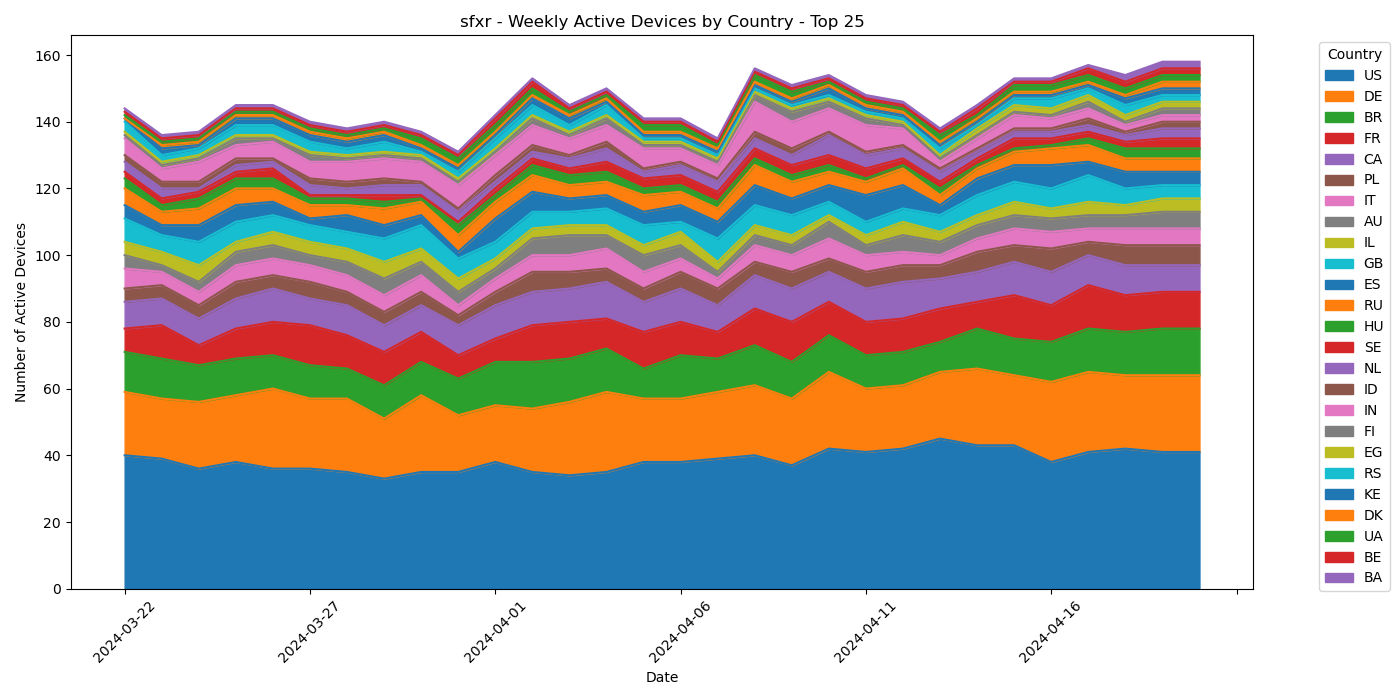 sfxr - Weekly Active Devices by Country - Top 25
Number of Active Devices
160
140
120
100
80
60
40
20
0
2024-03-22
2024-03-27
2024-04-01
2024-04-06
2024-04-11
2024-04-16
Date
Country
US
DE
BR
FR
CA
PL
IT
AU
IL
GB
ES
RU
HU
SE
NL
ID
IN
FI
EG
RS
KE
DK
UA
BE
BA